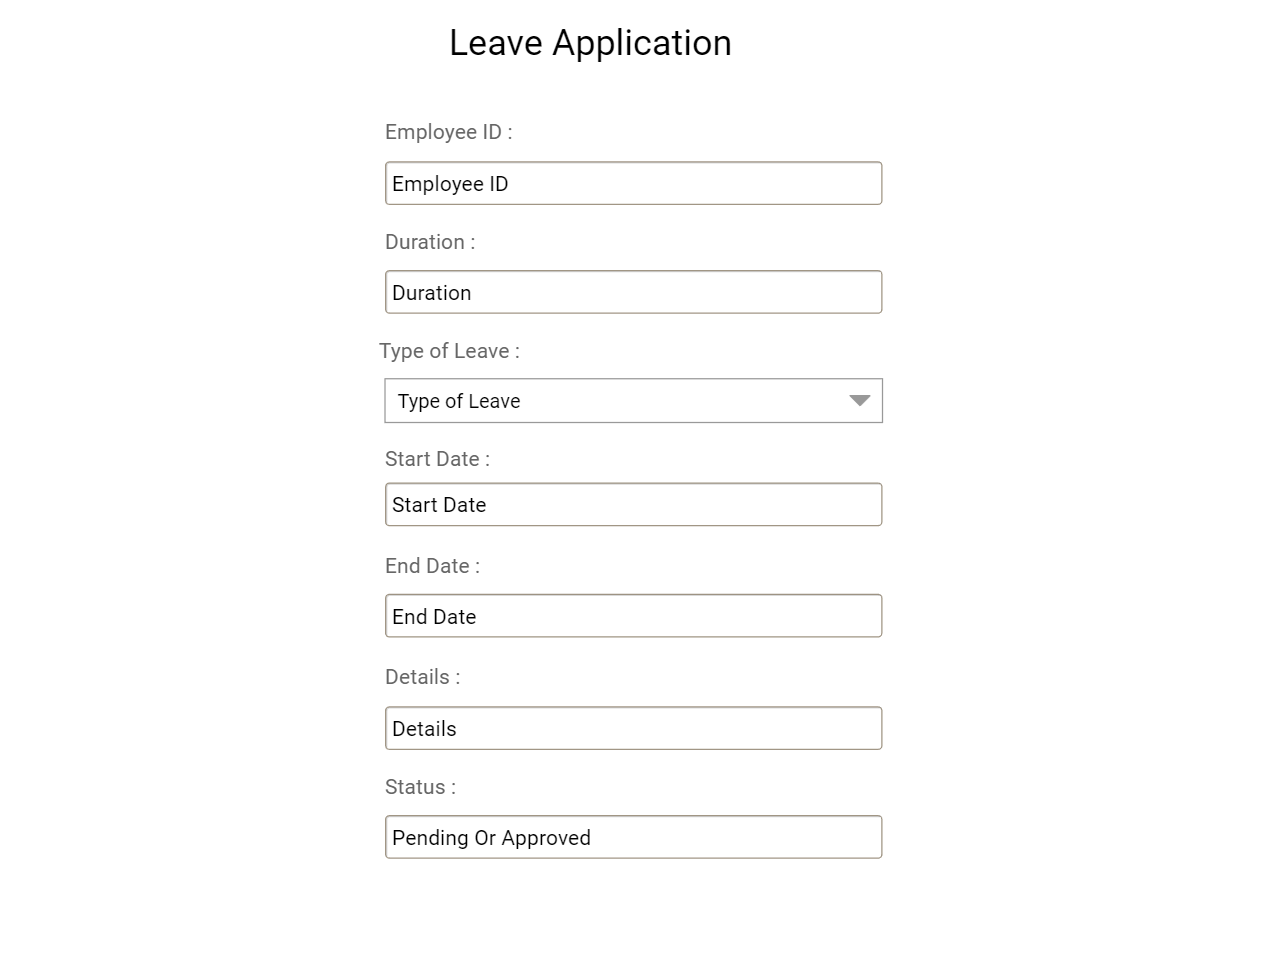 Leave Application
Employee ID :
Employee ID
Duration :
Duration
Type of Leave :
Type of Leave
Start Date :
Start Date
End Date :
End Date
Details :
Details
Status :
Pending Or Approved